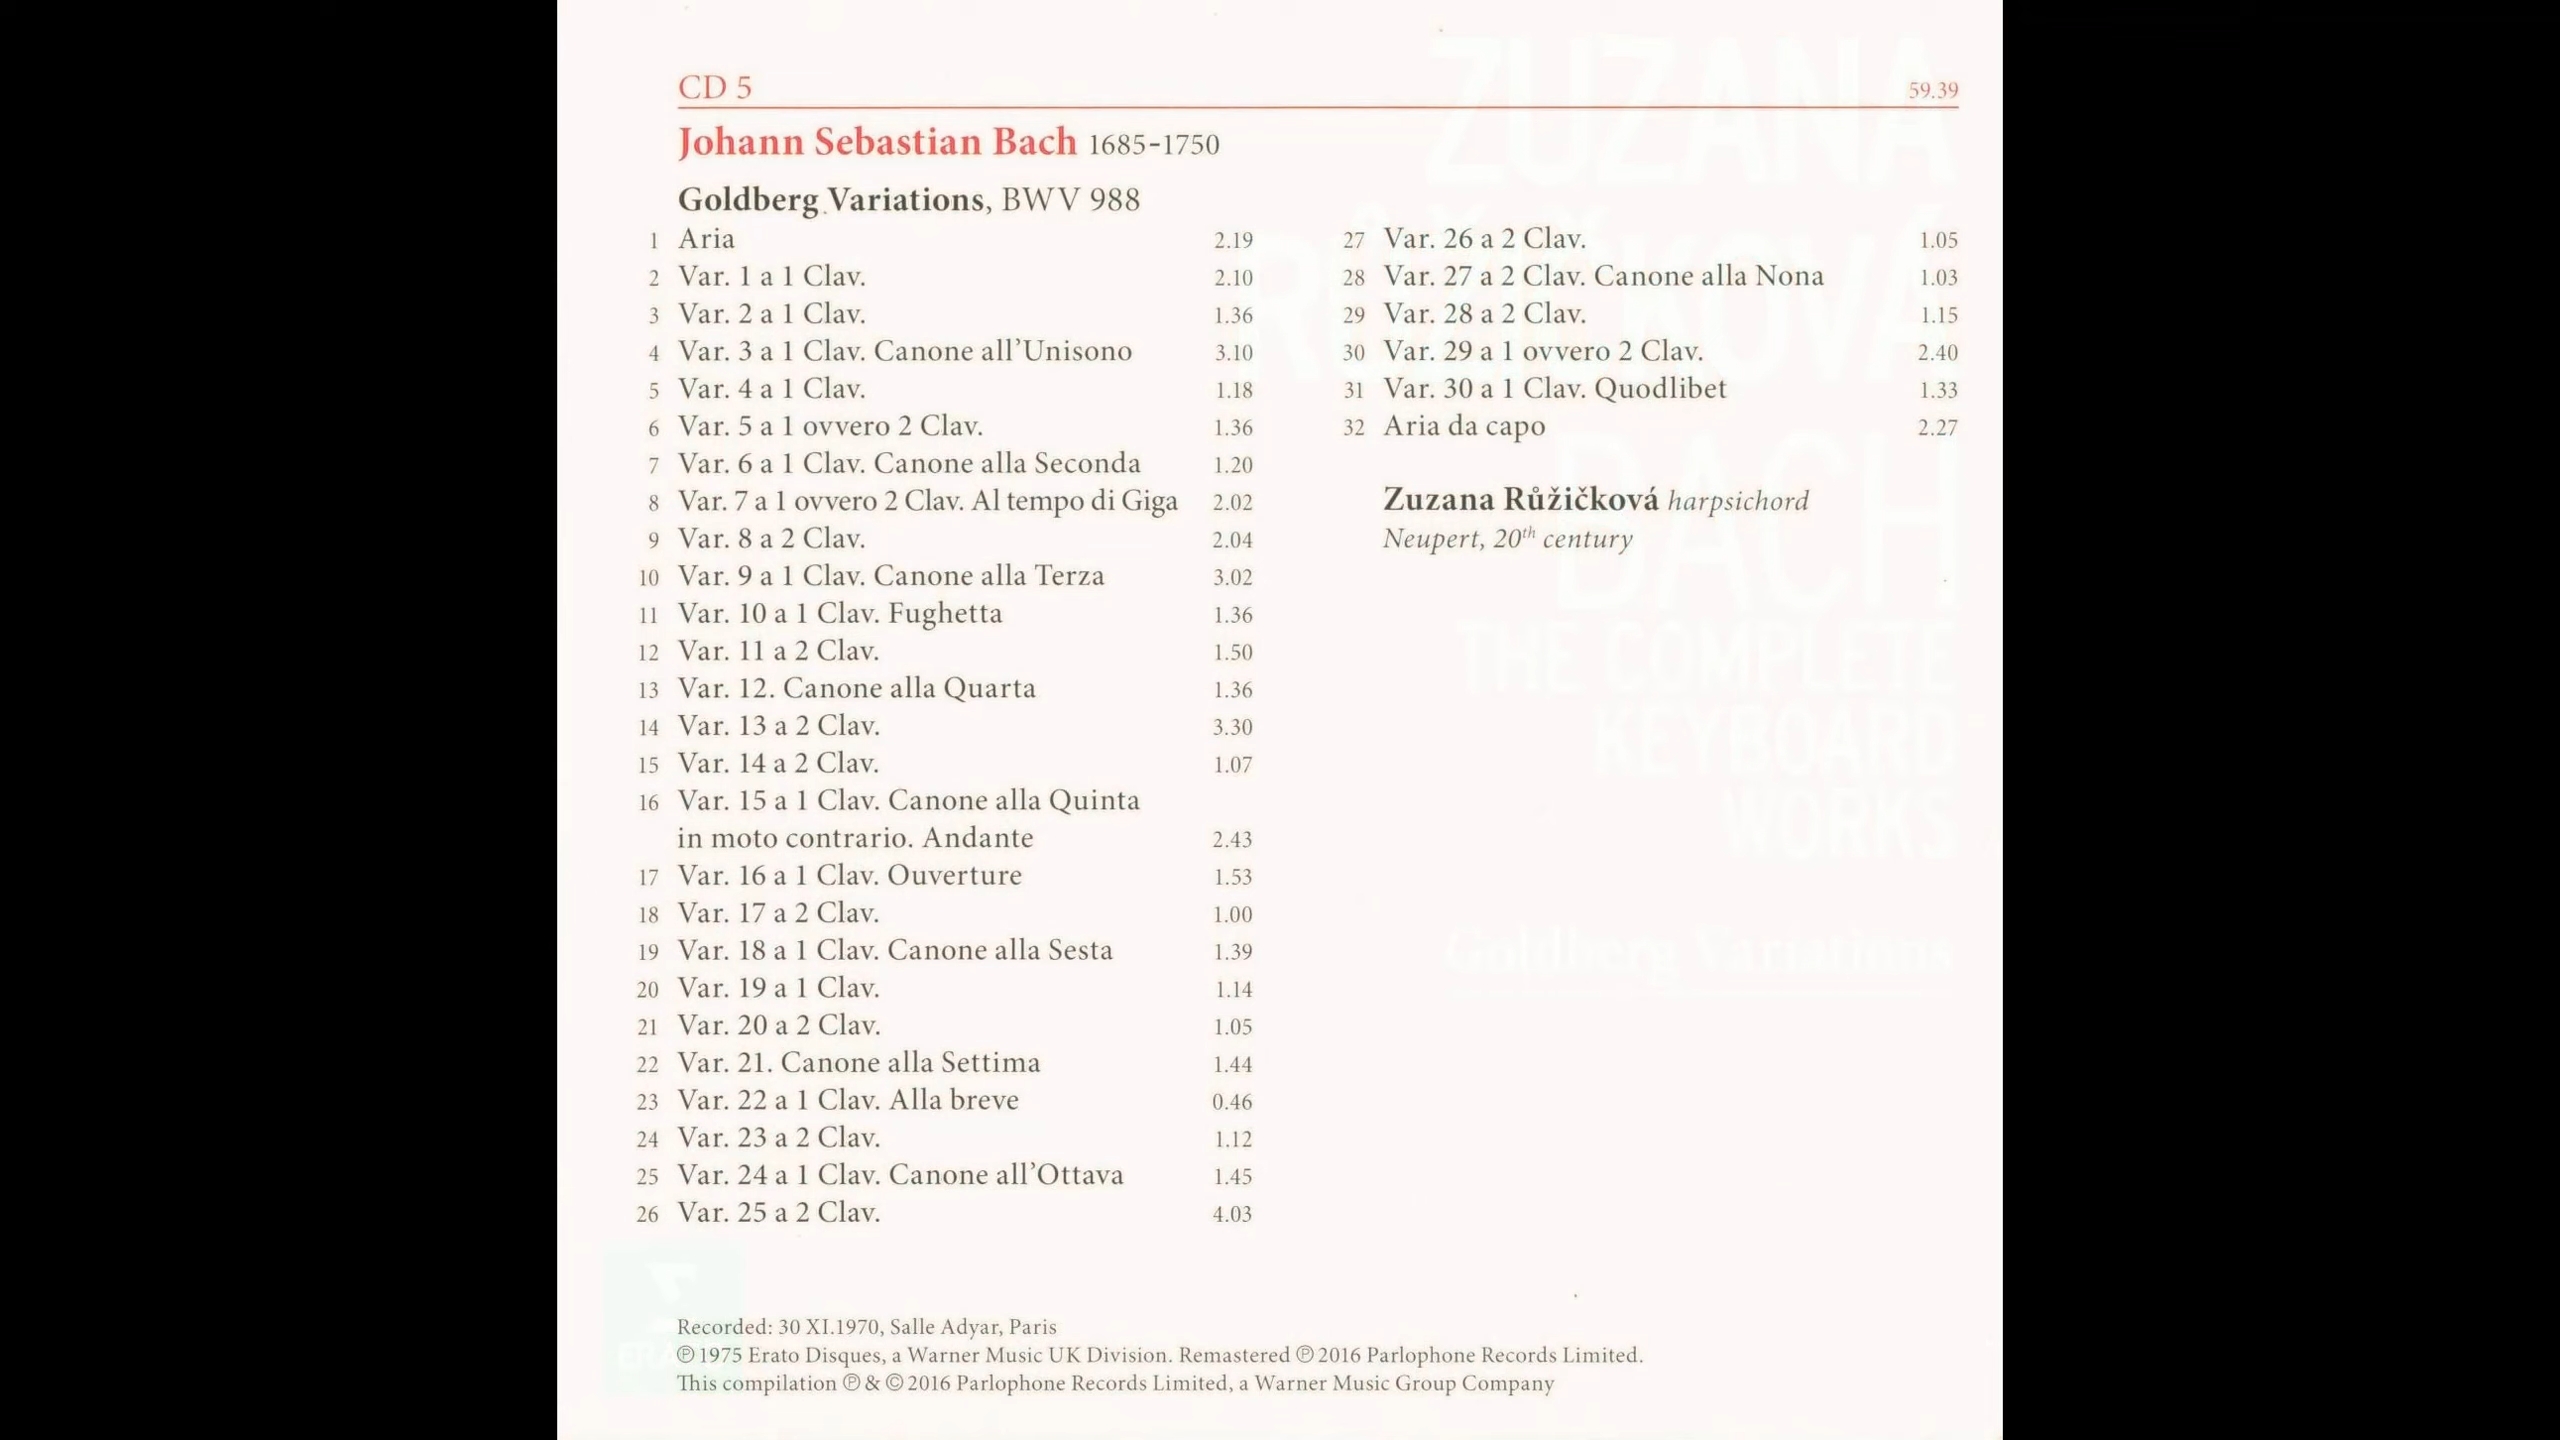 CD 5 59.39
Johann Sebastian Bach 1685-1750
Goldberg Variations, BWV 988
1 Aria 2.19
2 Var. 1 a 1 Clav. 2.10
3 Var. 2 a 1 Clav. 1.36
4 Var. 3 a 1 Clav. Canone all’Unisono 3.10
5 Var. 4 a 1 Clav. 1.18
6 Var. 5 a 1 ovvero 2 Clav. 1.36
7 Var. 6 a 1 Clav. Canone alla Seconda 1.20
8 Var. 7 a 1 ovvero 2 Clav. Al tempo di Giga 2.02
9 Var. 8 a 2 Clav. 2.04
10 Var. 9 a 1 Clav. Canone alla Terza 3.02
11 Var. 10 a 1 Clav. Fughetta 1.36
12 Var. 11 a 2 Clav. 1.50
13 Var. 12. Canone alla Quarta 1.36
14 Var. 13 a 2 Clav. 3.30
15 Var. 14 a 2 Clav. 1.07
16 Var. 15 a 1 Clav. Canone alla Quinta
in moto contrario. Andante 2.43
17 Var. 16 a 1 Clav. Ouverture 1.53
18 Var. 17 a 2 Clav. 1.00
19 Var. 18 a 1 Clav. Canone alla Sesta 1.39
20 Var. 19 a 1 Clav. 1.14
21 Var. 20 a 2 Clav. 1.05
22 Var. 21. Canone alla Settima 1.44
23 Var. 22 a 1 Clav. Alla breve 0.46
24 Var. 23 a 2 Clav. 1.12
25 Var. 24 a 1 Clav. Canone all’Ottava 1.45
26 Var. 25 a 2 Clav. 4.03
27 Var. 26 a 2 Clav. 1.05
28 Var. 27 a 2 Clav. Canone alla Nona 1.03
29 Var. 28 a 2 Clav. 1.15
30 Var. 29 a 1 ovvero 2 Clav. 2.40
31 Var. 30 a 1 Clav. Quodlibet 1.33
32 Aria da capo 2.27
Zuzana Růžičková harpsichord
Neupert, 20th century
ZUZANA
RŮŽIČKOVÁ
BACH
THE COMPLETE
KEYBOARD
WORKS
Goldberg Variations
Recorded: 30 XI.1970, Salle Adyar, Paris
℗ 1975 Erato Disques, a Warner Music UK Division. Remastered ℗ 2016 Parlophone Records Limited.
This compilation ℗ & © 2016 Parlophone Records Limited, a Warner Music Group Company